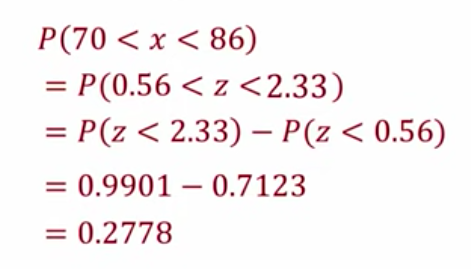 P(70 < x < 86)
= P(0.56 < z <2.33)
= P(z < 2.33) − P(z < 0.56)
= 0.9901 − 0.7123
= 0.2778